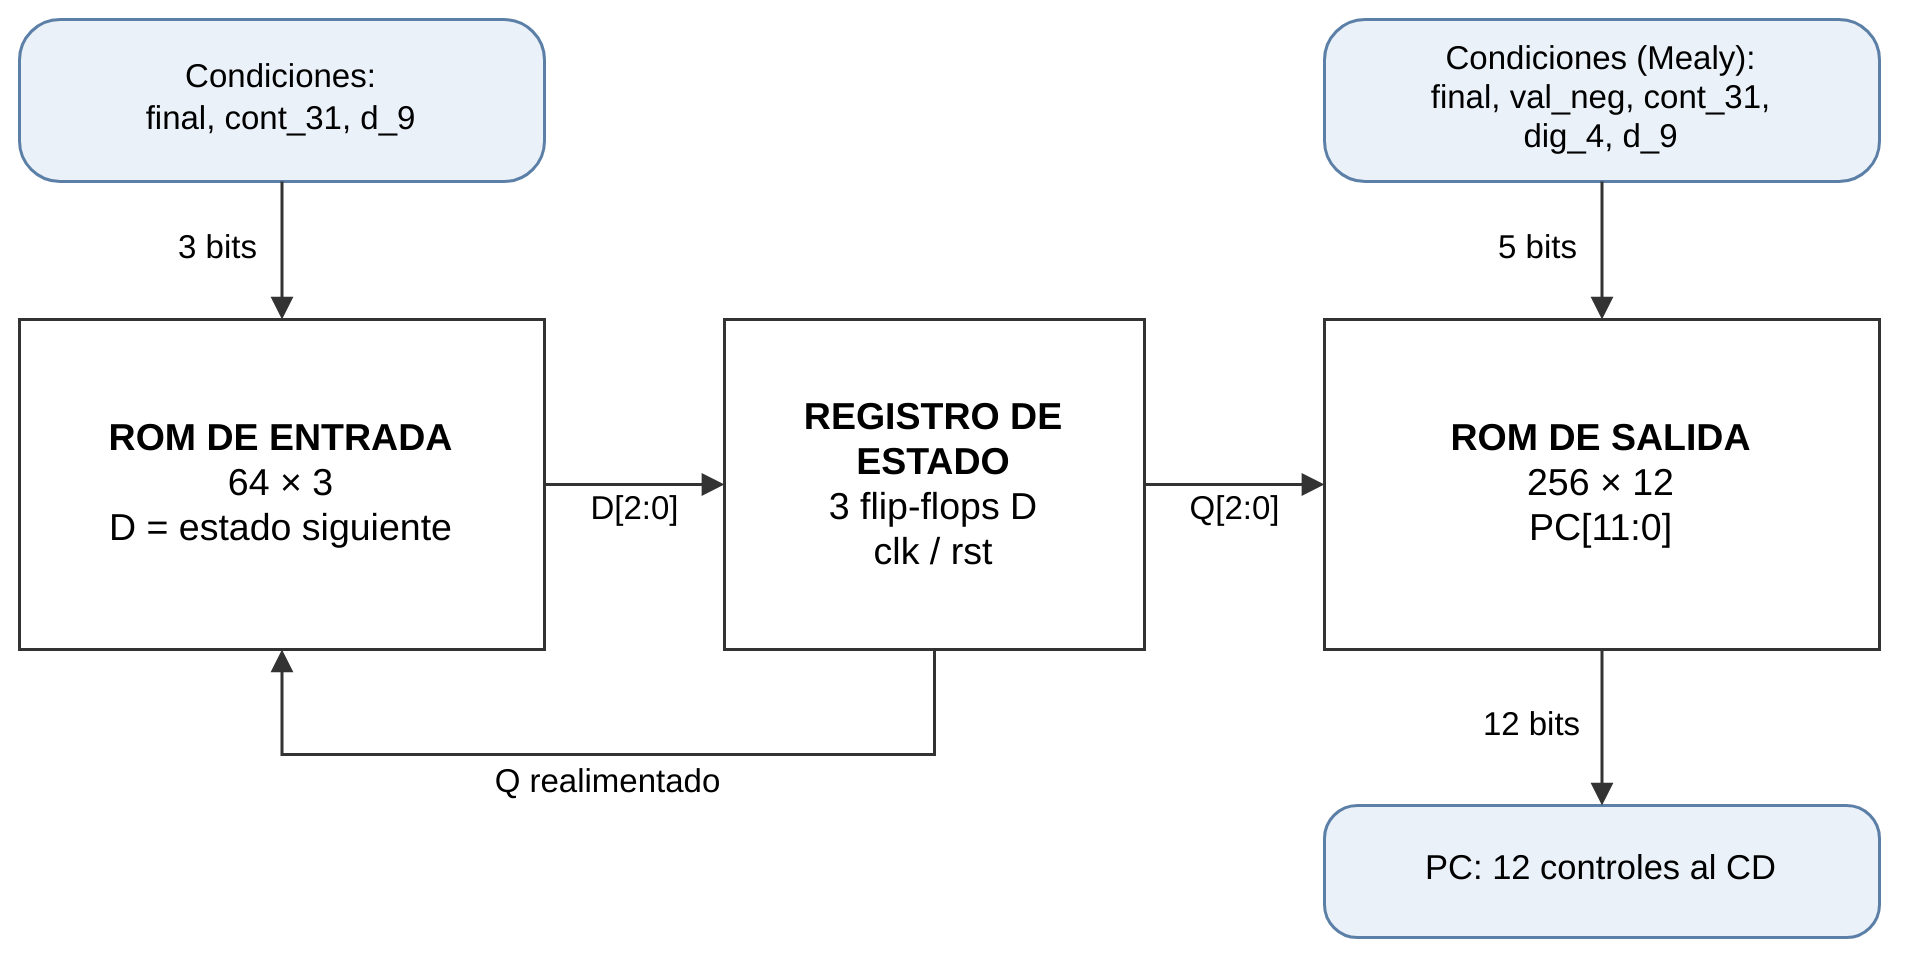 Condiciones:
final, cont_31, d_9
Condiciones (Mealy):
final, val_neg, cont_31,
dig_4, d_9
3 bits
5 bits
ROM DE ENTRADA
64 × 3
D = estado siguiente
D[2:0]
REGISTRO DE
ESTADO
3 flip-flops D
clk / rst
Q[2:0]
ROM DE SALIDA
256 × 12
PC[11:0]
Q realimentado
12 bits
PC: 12 controles al CD